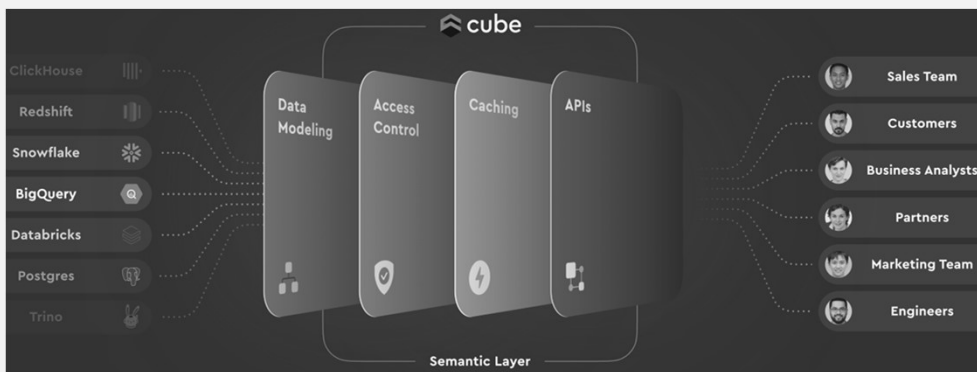 cube
ClickHouse
Redshift
Snowflake
BigQuery
Databricks
Postgres
Trino
Data
Modeling
Access
Control
Caching
APIs
Sales Team
Customers
Business Analysts
Partners
Marketing Team
Engineers
Semantic Layer